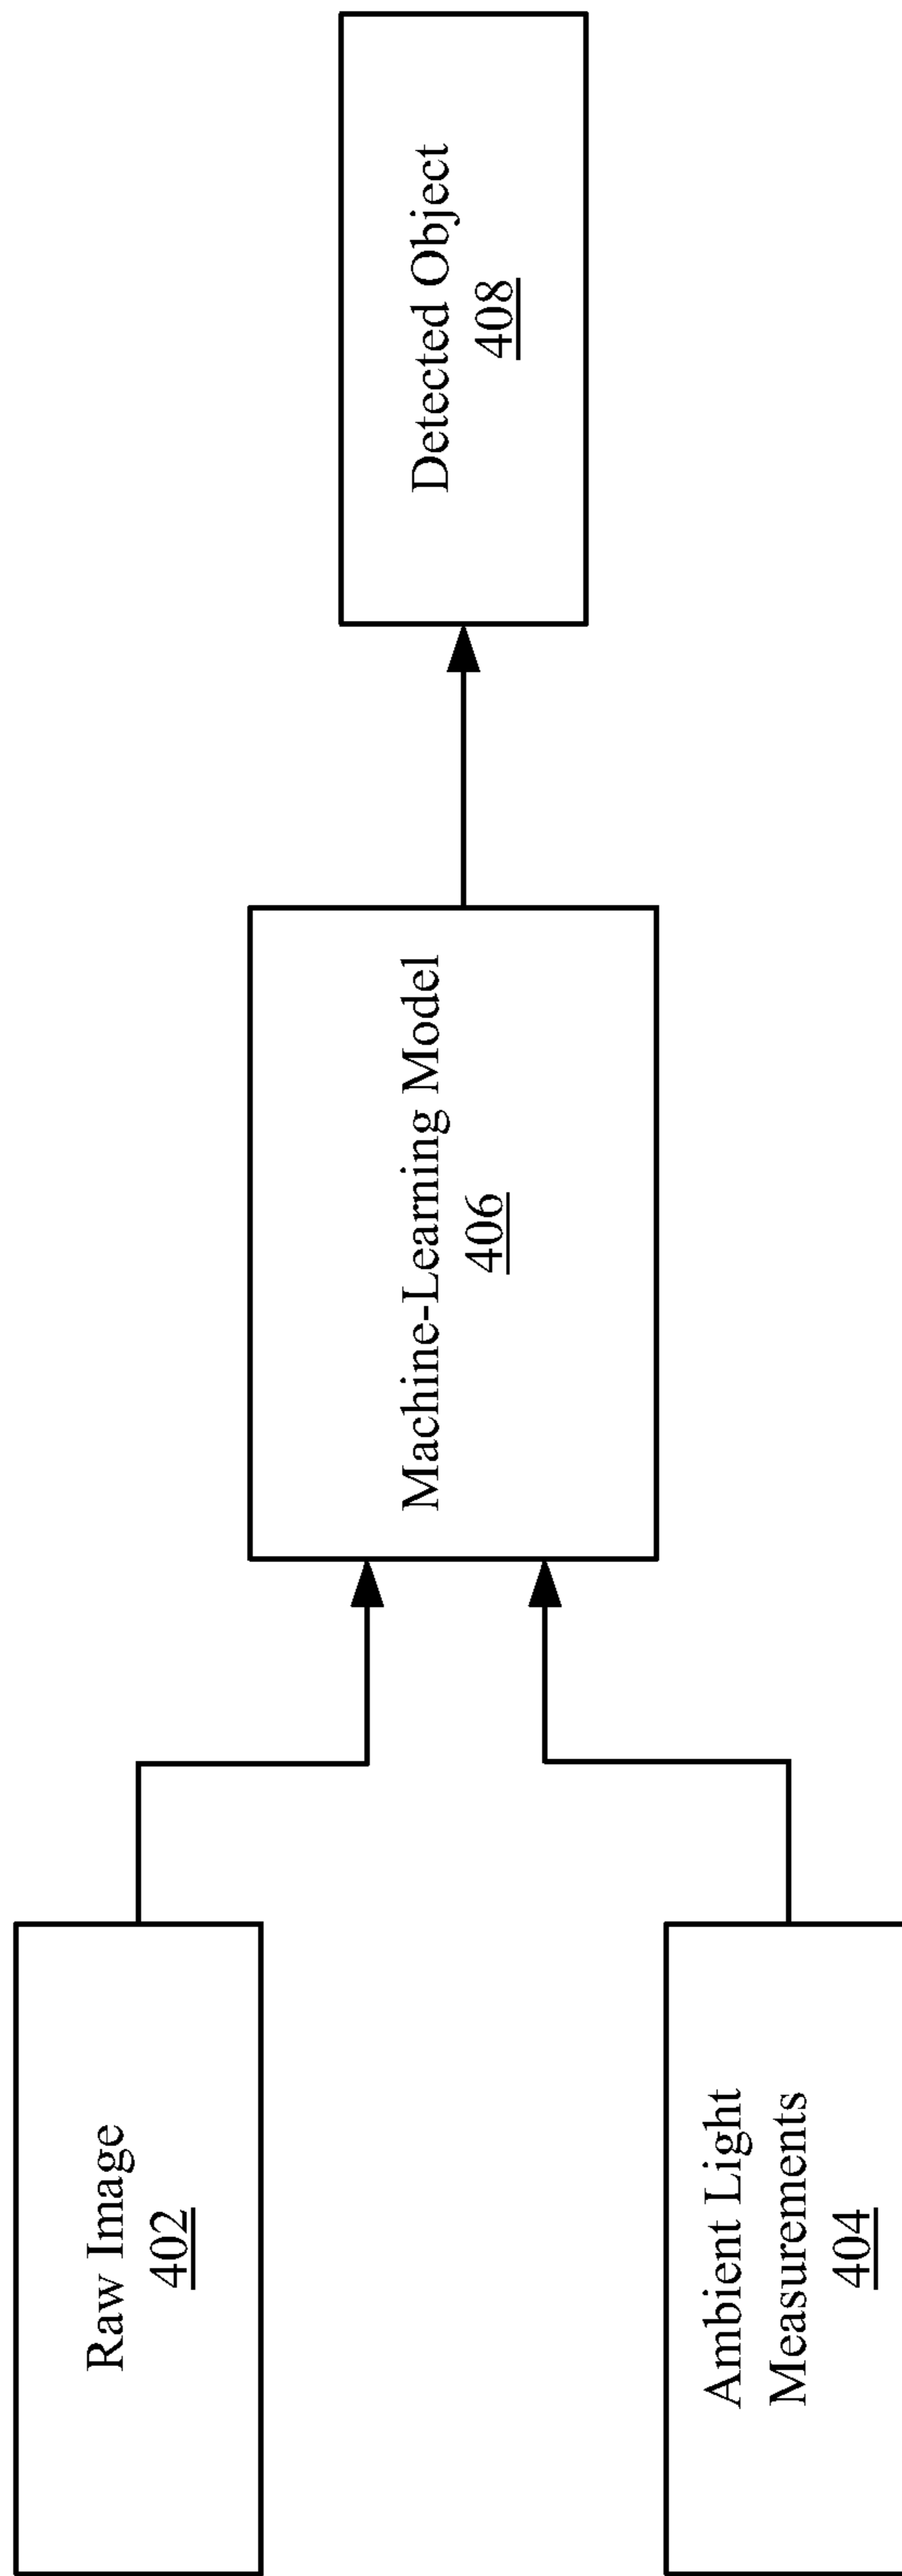 Raw Image
402
Ambient Light
Measurements
404
Machine-Learning Model
406
Detected Object
408